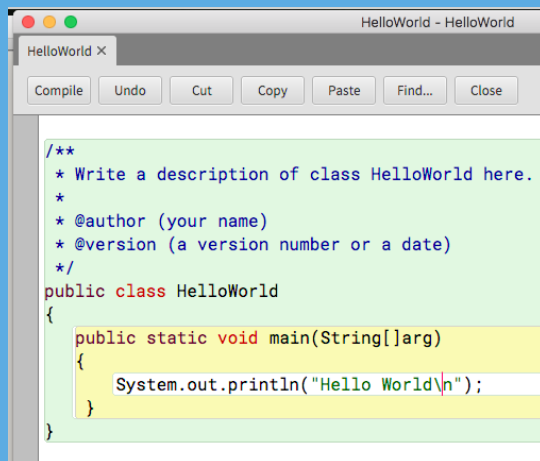 HelloWorld - HelloWorld
HelloWorld ×
Compile Undo Cut Copy Paste Find... Close
/**
 * Write a description of class HelloWorld here.
 *
 * @author (your name)
 * @version (a version number or a date)
 */
public class HelloWorld
{
    public static void main(String[]arg)
    {
        System.out.println("Hello World\n");
    }
}